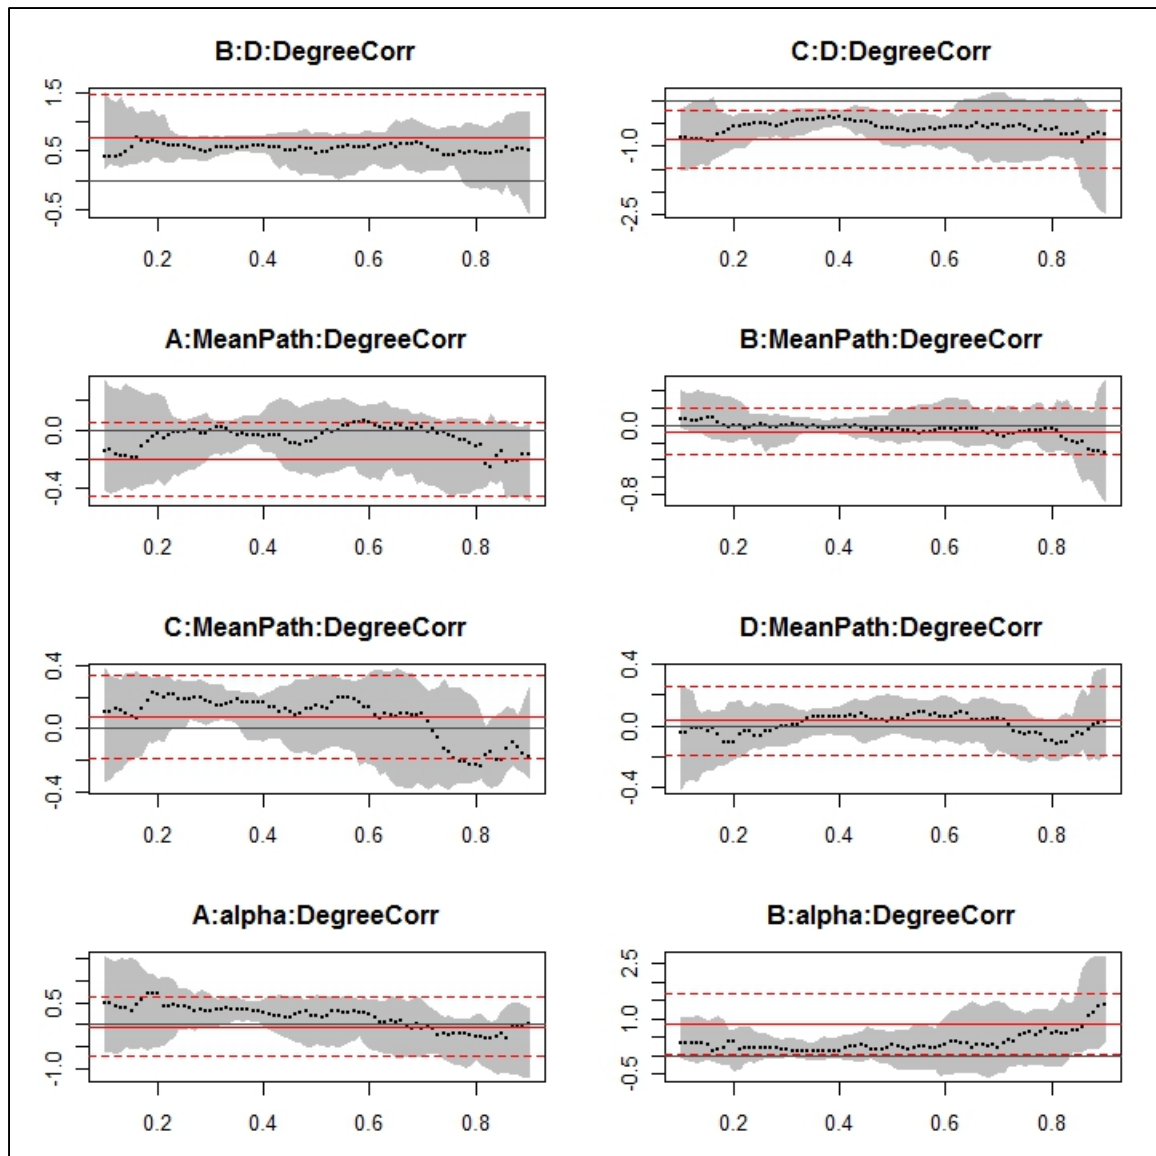 B:D:DegreeCorr
C:D:DegreeCorr
1.5
0.5
-0.5
-1.0
-2.5
0.2 0.4 0.6 0.8
0.2 0.4 0.6 0.8
A:MeanPath:DegreeCorr
B:MeanPath:DegreeCorr
0.0
-0.4
0.0
-0.8
0.2 0.4 0.6 0.8
0.2 0.4 0.6 0.8
C:MeanPath:DegreeCorr
D:MeanPath:DegreeCorr
0.4
0.0
-0.4
0.4
0.0
-0.4
0.2 0.4 0.6 0.8
0.2 0.4 0.6 0.8
A:alpha:DegreeCorr
B:alpha:DegreeCorr
0.5
-1.0
2.5
1.0
-0.5
0.2 0.4 0.6 0.8
0.2 0.4 0.6 0.8